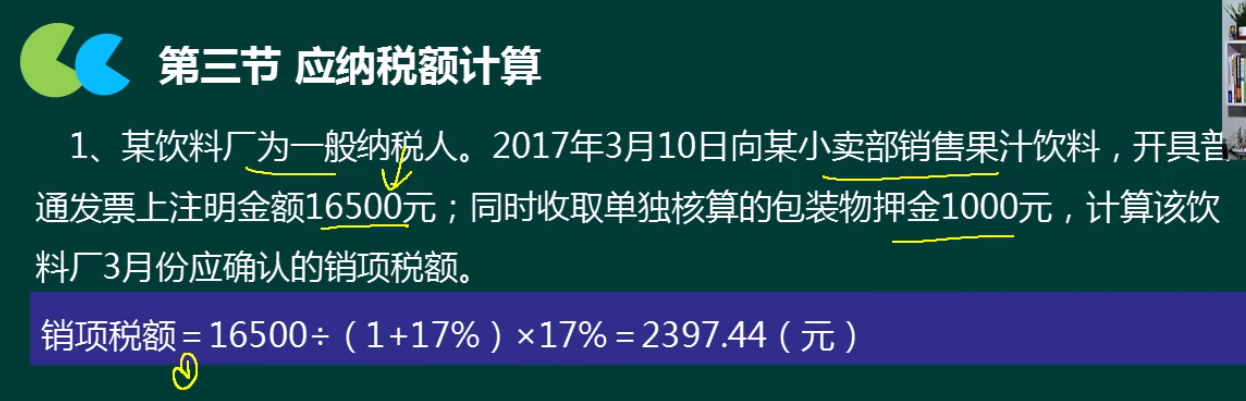 第三节 应纳税额计算
1、某饮料厂为一般纳税人。2017年3月10日向某小卖部销售果汁饮料，开具普
通发票上注明金额16500元；同时收取单独核算的包装物押金1000元，计算该饮
料厂3月份应确认的销项税额。
销项税额＝16500÷（1+17%）×17%＝2397.44（元）